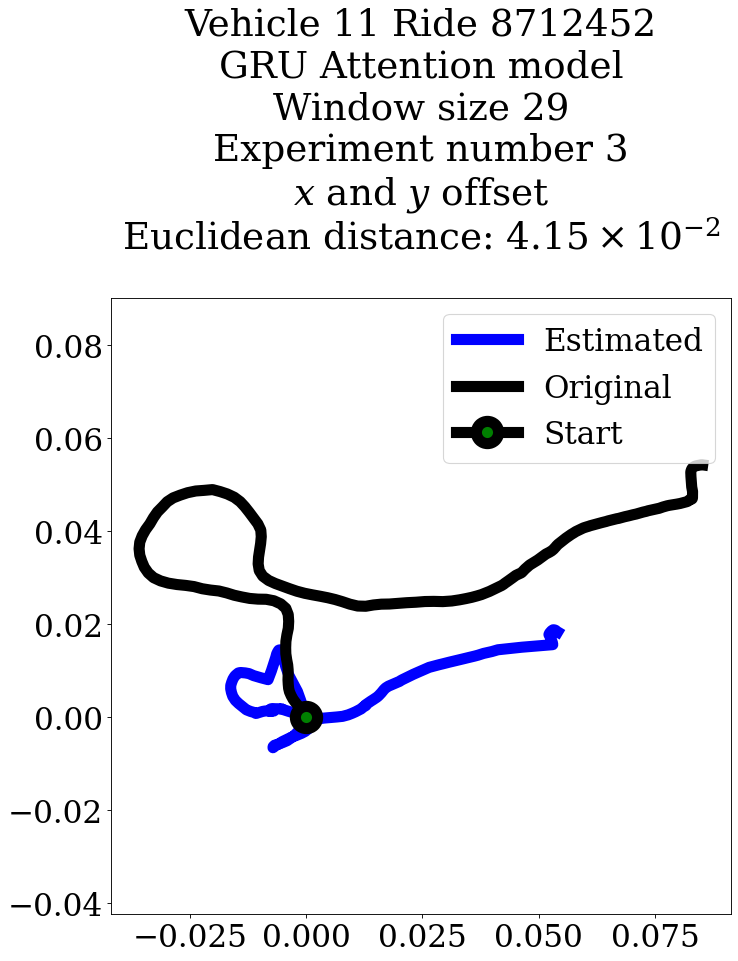 Vehicle 11 Ride 8712452
GRU Attention model
Window size 29
Experiment number 3
x and y offset
Euclidean distance: 4.15 × 10⁻²
Estimated
Original
Start
0.08
0.06
0.04
0.02
0.00
−0.02
−0.04
−0.025 0.000 0.025 0.050 0.075